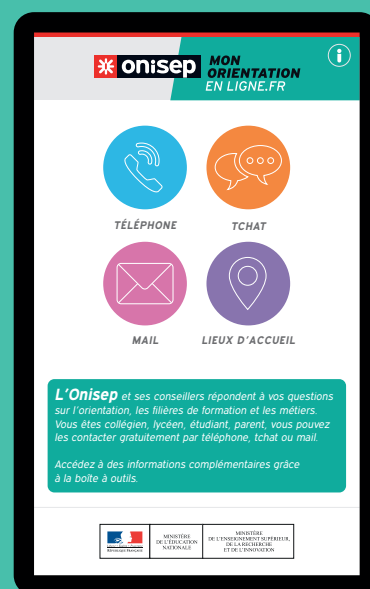 onisep MON
ORIENTATION
EN LIGNE.FR
i
TÉLÉPHONE
TCHAT
MAIL
LIEUX D'ACCUEIL
L'Onisep et ses conseillers répondent à vos questions
sur l'orientation, les filières de formation et les métiers.
Vous êtes collégien, lycéen, étudiant, parent, vous pouvez
les contacter gratuitement par téléphone, tchat ou mail.
Accédez à des informations complémentaires grâce
à la boîte à outils.
RÉPUBLIQUE FRANÇAISE
MINISTÈRE
DE L'ÉDUCATION
NATIONALE
MINISTÈRE
DE L'ENSEIGNEMENT SUPÉRIEUR,
DE LA RECHERCHE
ET DE L'INNOVATION